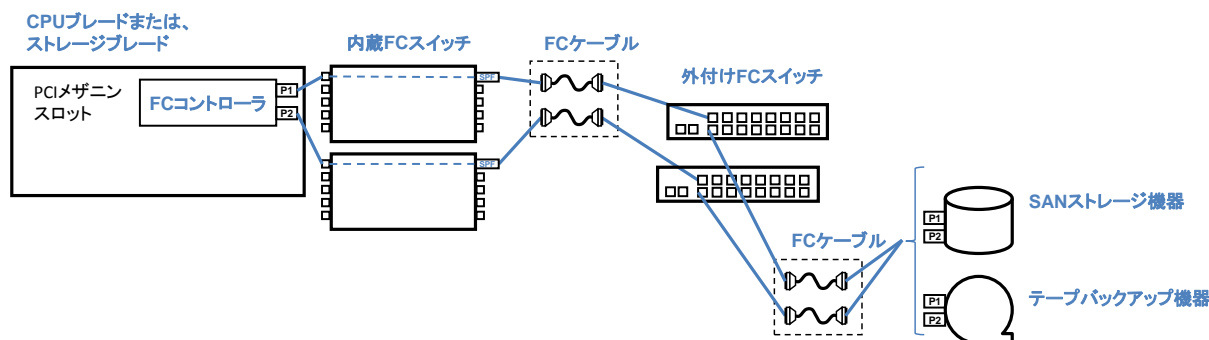 CPUブレードまたは、
ストレージブレード
内蔵FCスイッチ
FCケーブル
外付けFCスイッチ
PCIメザニン
スロット
FCコントローラ
P1
P2
SPF
SPF
FCケーブル
P1
P2
SANストレージ機器
P1
P2
テープバックアップ機器